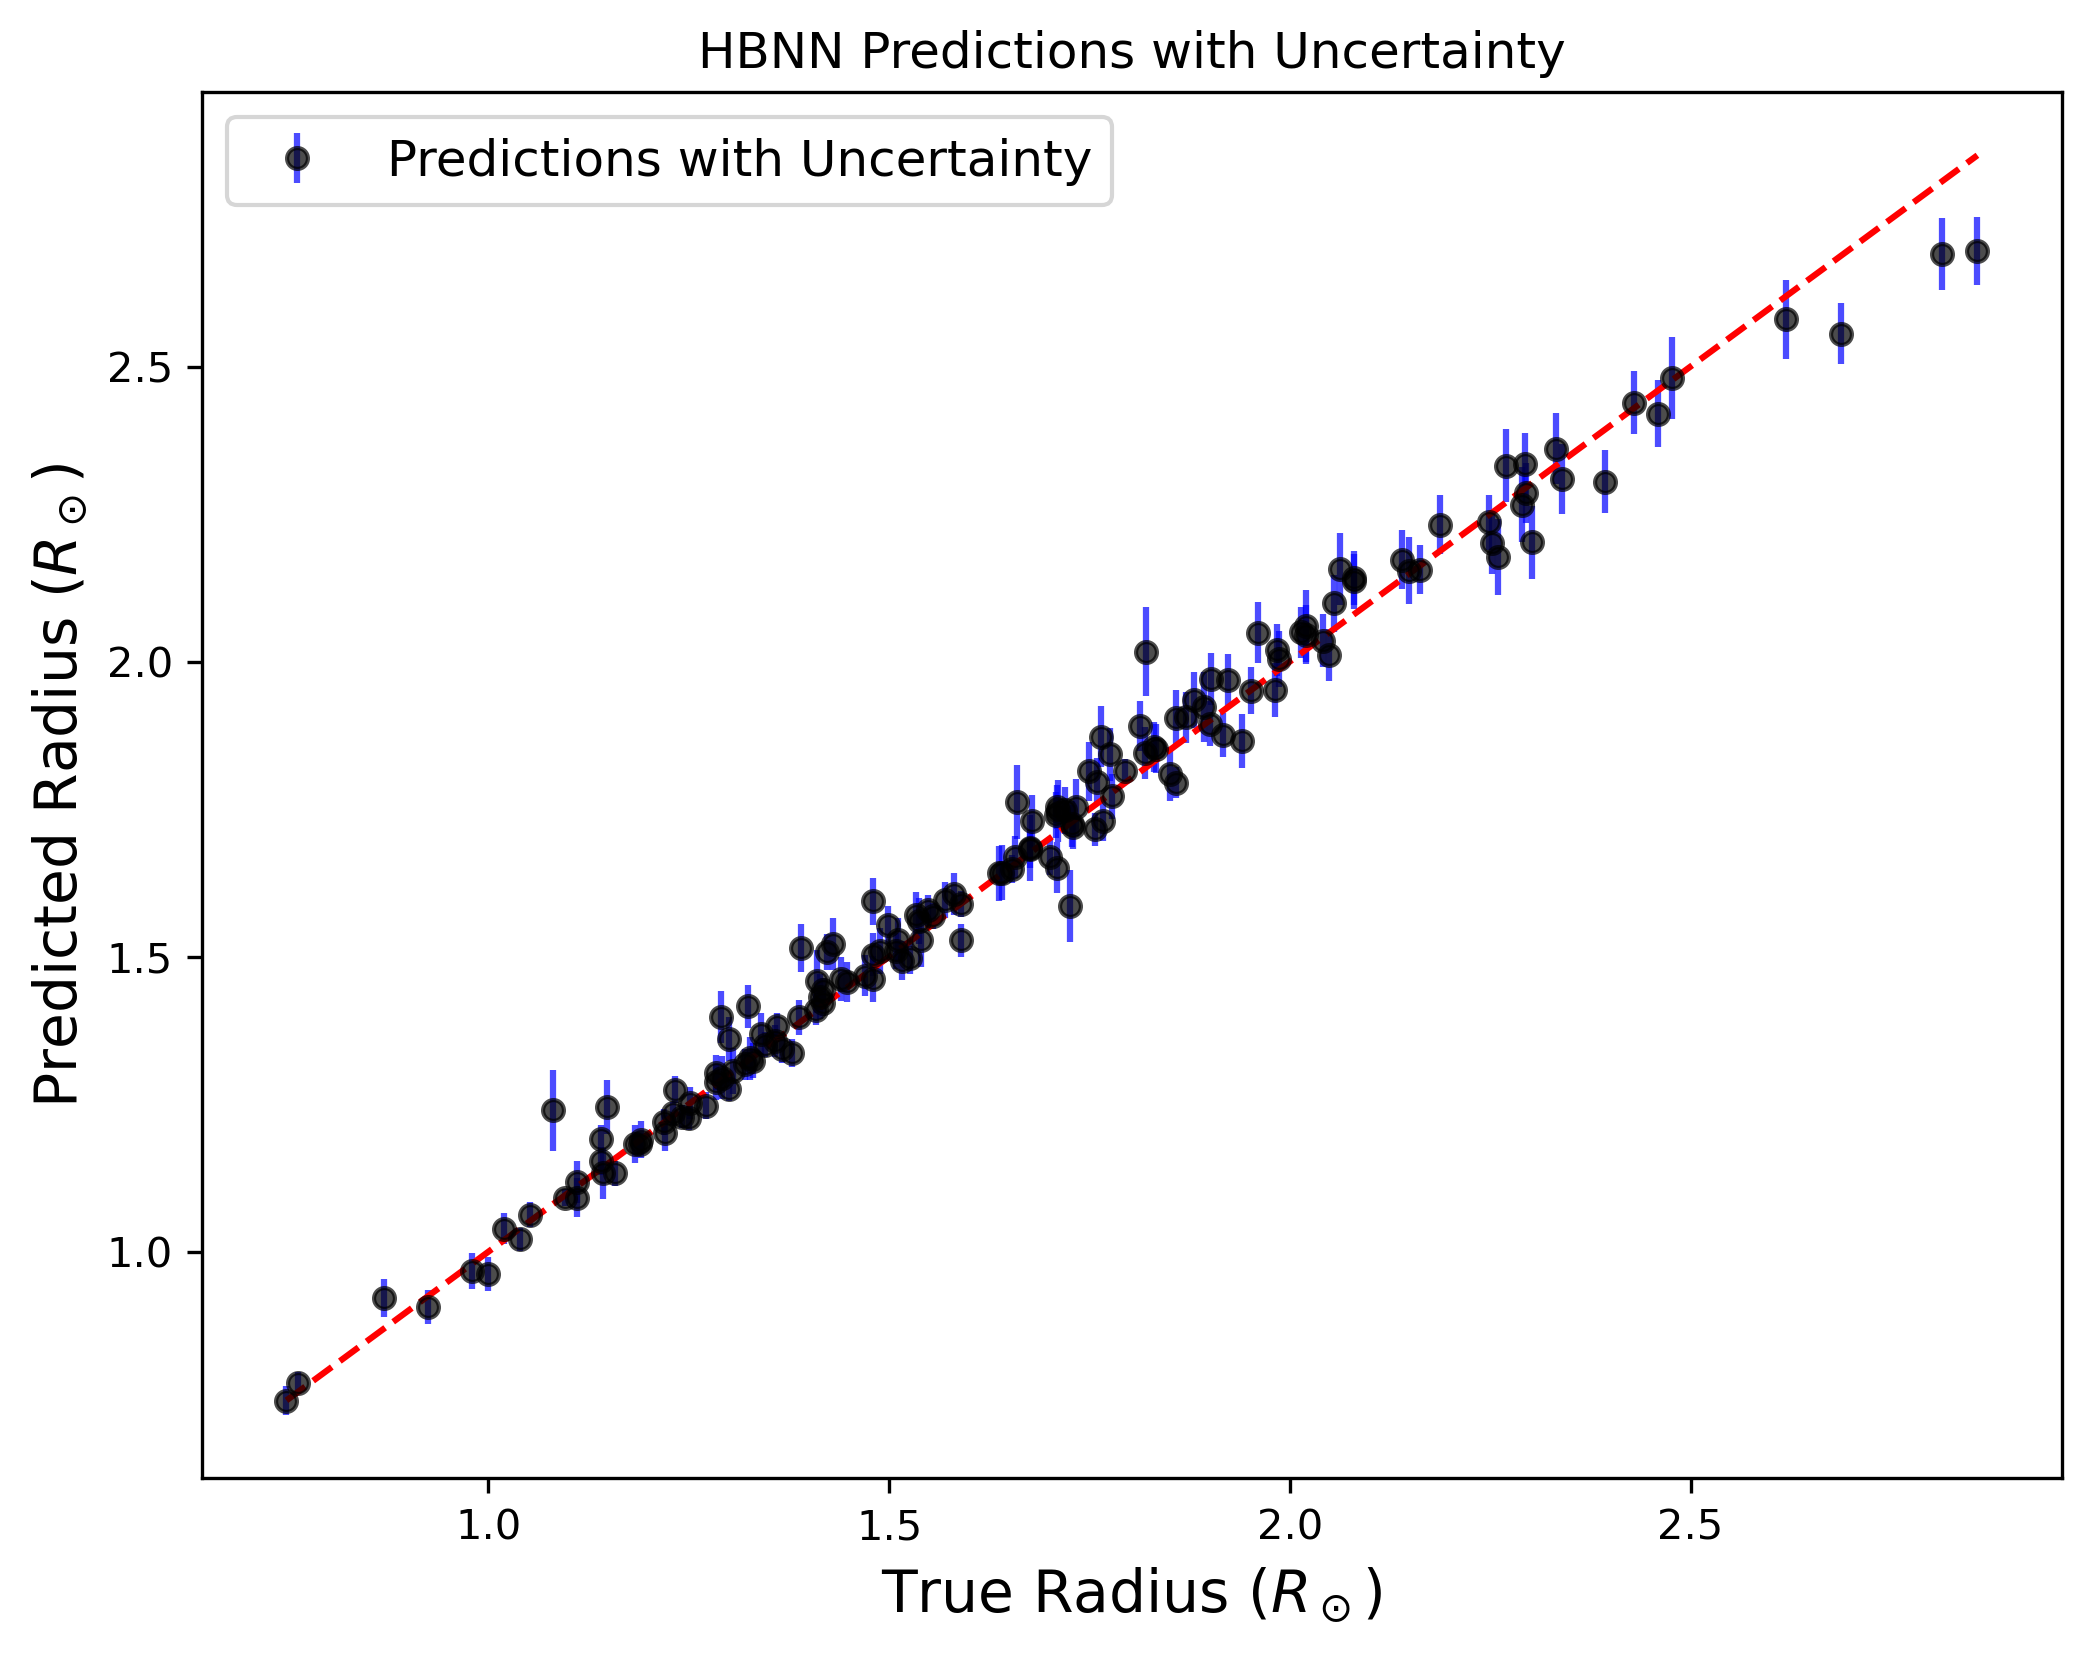 HBNN Predictions with Uncertainty
Predictions with Uncertainty
2.5
2.0
1.5
1.0
Predicted Radius (R⊙)
1.0 1.5 2.0 2.5
True Radius (R⊙)